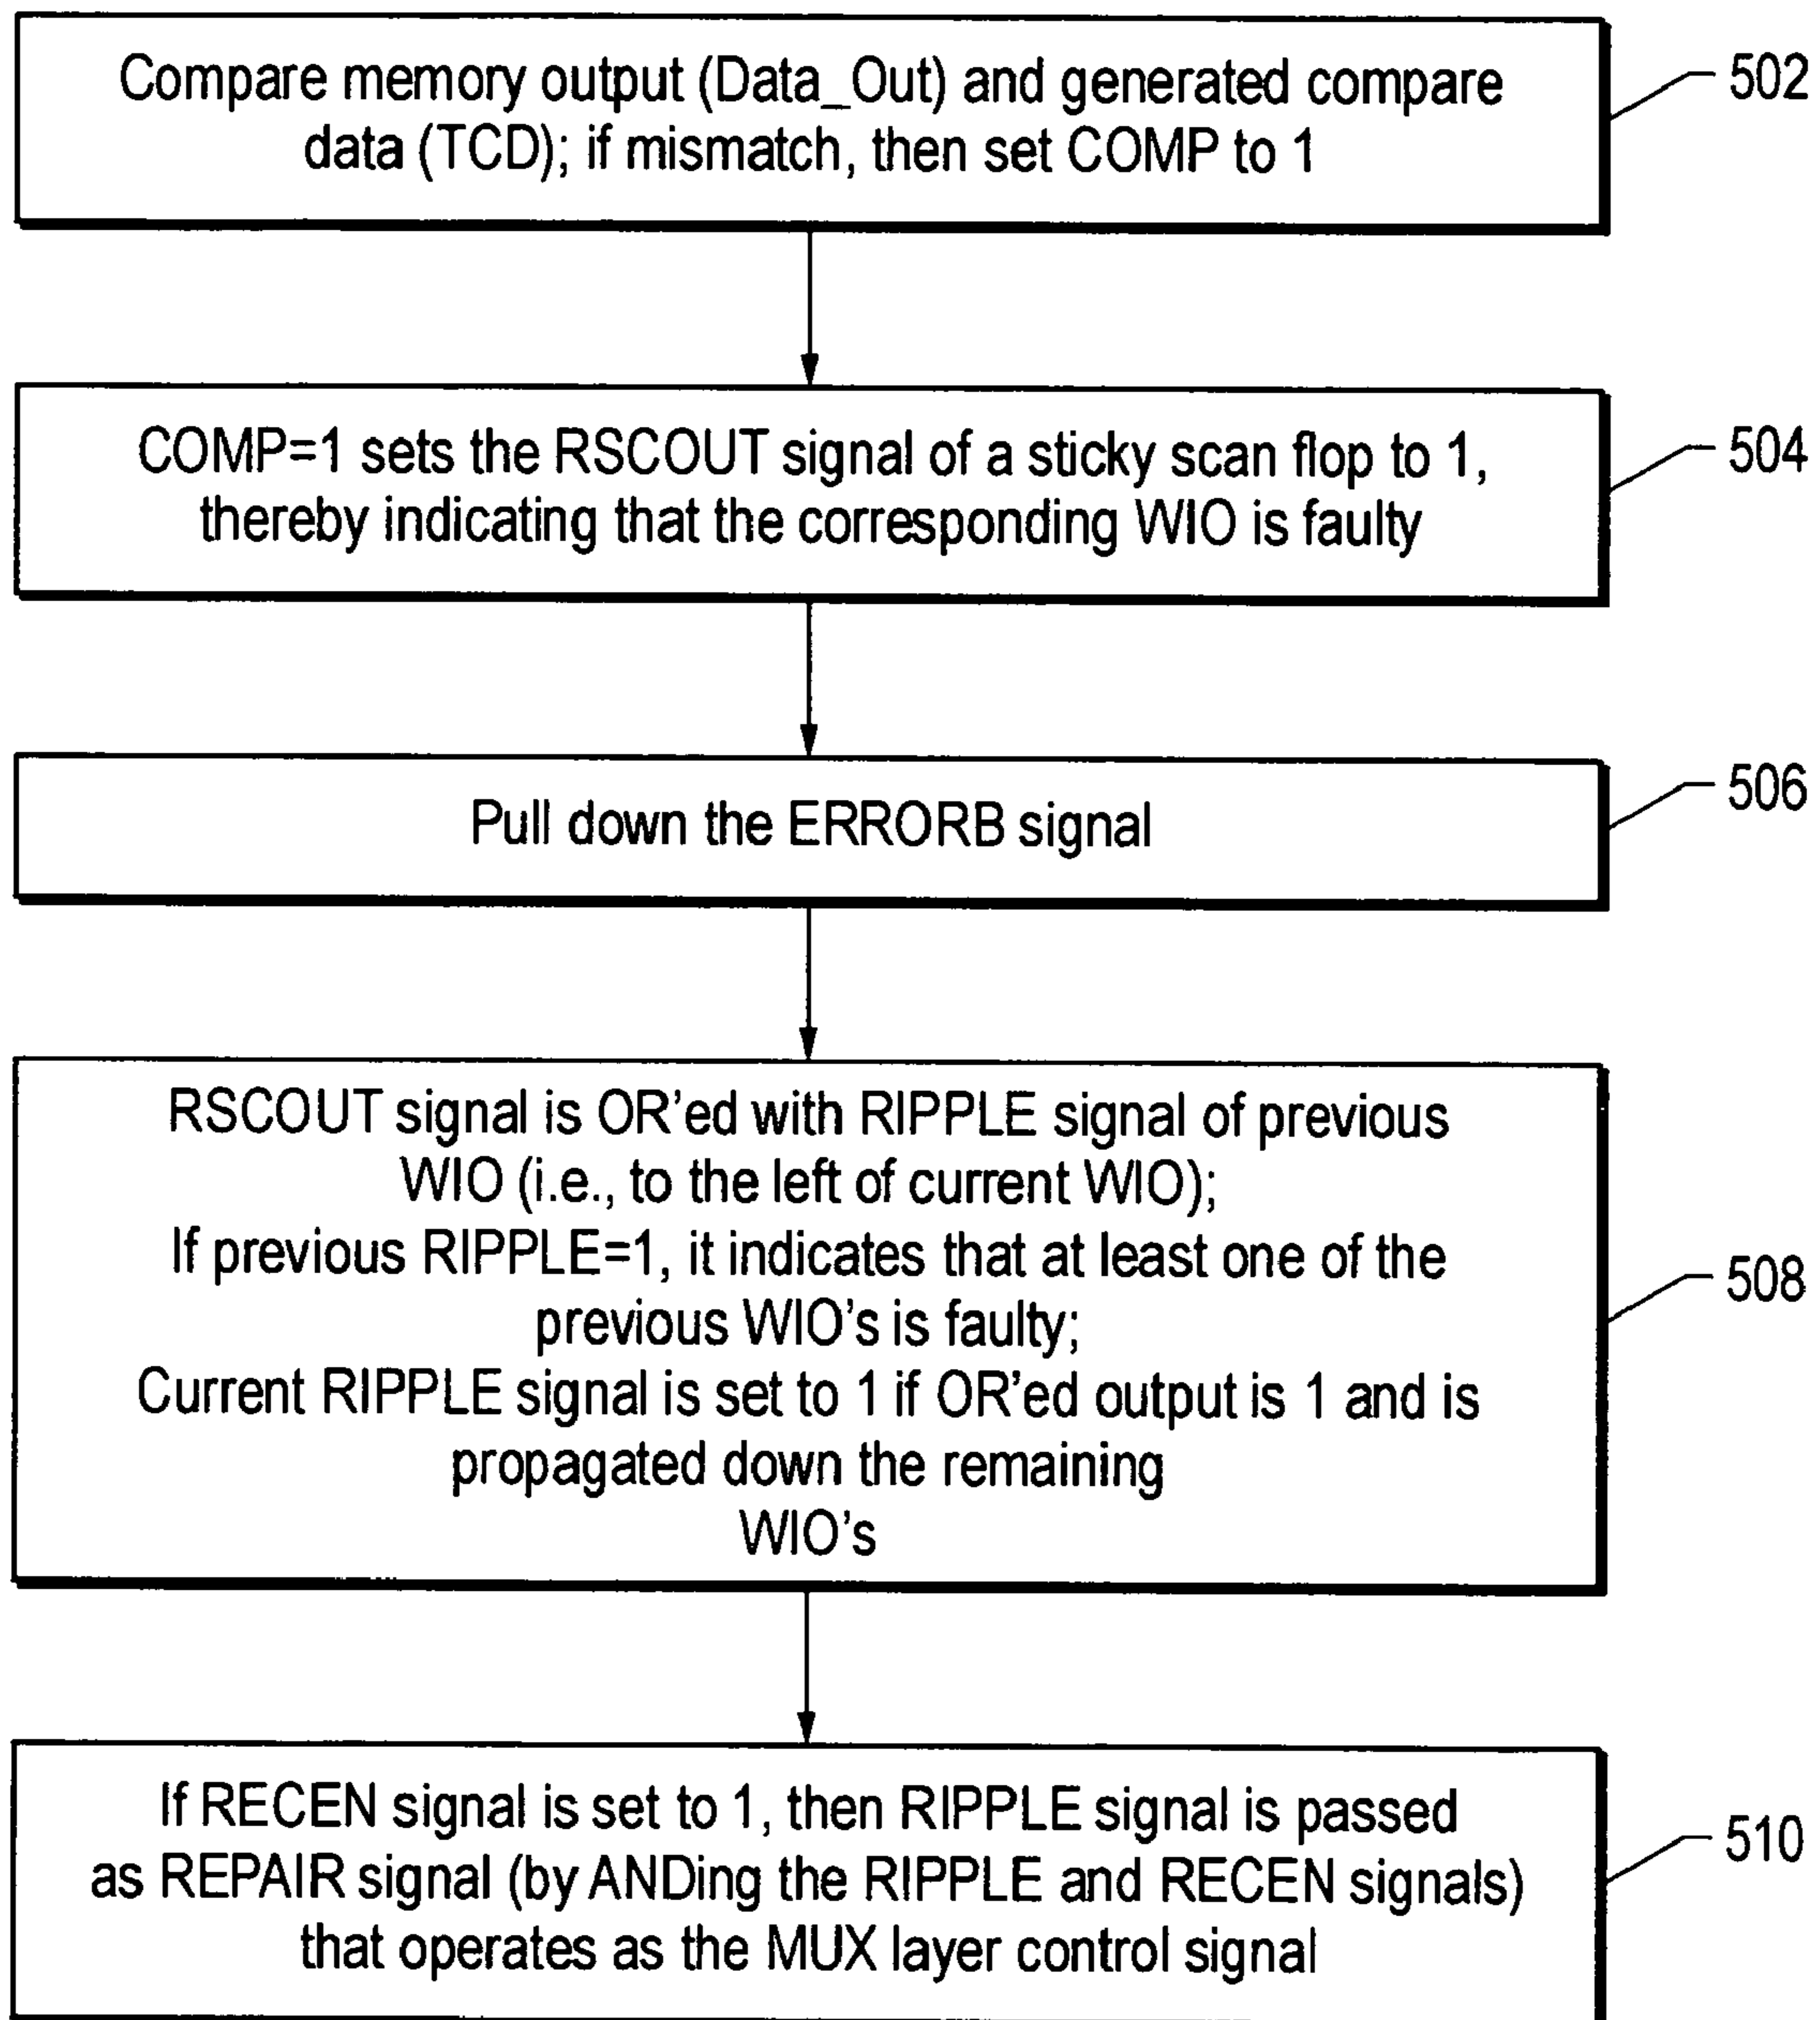 Compare memory output (Data_Out) and generated compare
data (TCD); if mismatch, then set COMP to 1
502
COMP=1 sets the RSCOUT signal of a sticky scan flop to 1,
thereby indicating that the corresponding WIO is faulty
504
Pull down the ERRORB signal
506
RSCOUT signal is OR'ed with RIPPLE signal of previous
WIO (i.e., to the left of current WIO);
If previous RIPPLE=1, it indicates that at least one of the
previous WIO's is faulty;
Current RIPPLE signal is set to 1 if OR'ed output is 1 and is
propagated down the remaining
WIO's
508
If RECEN signal is set to 1, then RIPPLE signal is passed
as REPAIR signal (by ANDing the RIPPLE and RECEN signals)
that operates as the MUX layer control signal
510